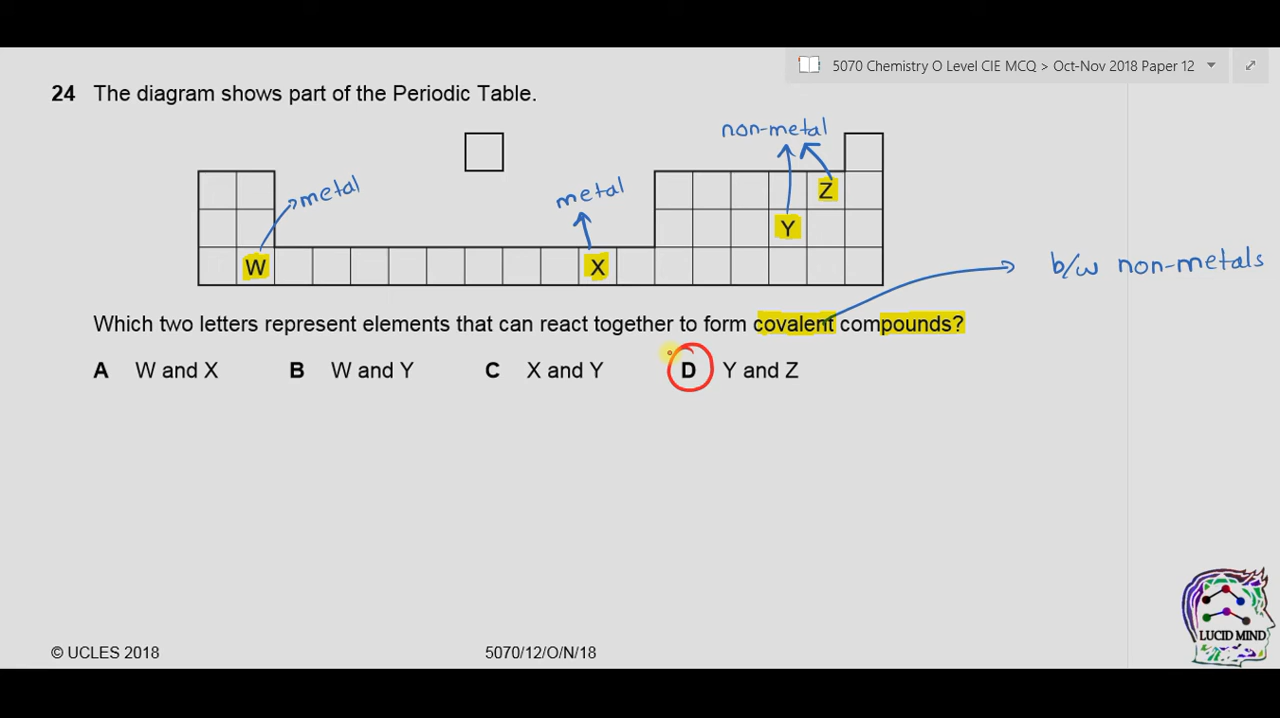 5070 Chemistry O Level CIE MCQ > Oct-Nov 2018 Paper 12
24 The diagram shows part of the Periodic Table.
non-metal
metal
metal
Z
Y
W
X
b/w non-metals
Which two letters represent elements that can react together to form covalent compounds?
A W and X B W and Y C X and Y D Y and Z
LUCID MIND
© UCLES 2018 5070/12/O/N/18